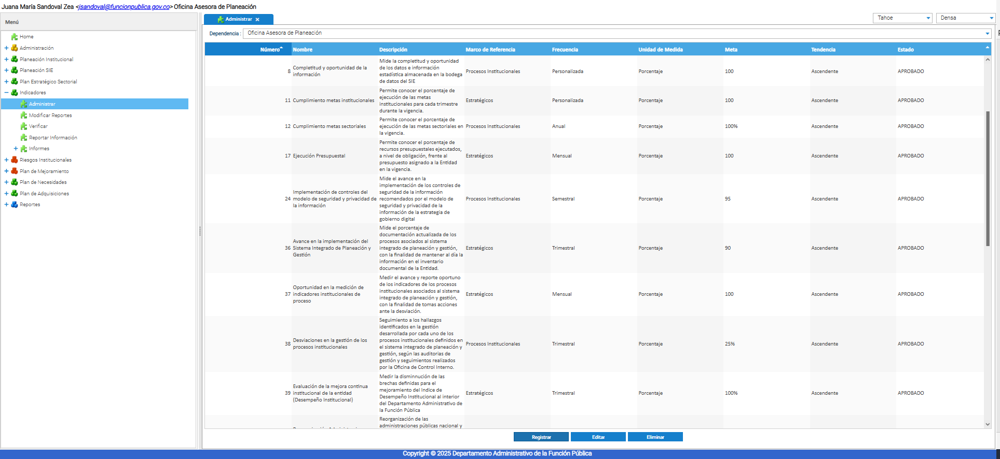 Juana María Sandoval Zea <jsandoval@funcionpublica.gov.co> Oficina Asesora de Planeación
Menú
Home
Administración
Planeación Institucional
Planeación SIE
Plan Estratégico Sectorial
Indicadores
Administrar
Modificar Reportes
Verificar
Reportar Información
Informes
Riesgos Institucionales
Plan de Mejoramiento
Plan de Necesidades
Plan de Adquisiciones
Reportes
Administrar
Tahoe
Densa
Dependencia : Oficina Asesora de Planeación
Número Nombre Descripción Marco de Referencia Frecuencia Unidad de Medida Meta Tendencia Estado
8
Completitud y oportunidad de la
información
Mide la completitud y oportunidad
de los datos e información
estadística almacenada en la bodega
de datos del SIE
Procesos Institucionales Personalizada Porcentaje 100 Ascendente APROBADO
11
Cumplimiento metas institucionales
Permite conocer el porcentaje de
ejecución de las metas
institucionales para cada trimestre
durante la vigencia.
Estratégicos Personalizada Porcentaje 100 Ascendente APROBADO
12
Cumplimiento metas sectoriales
Permite conocer el porcentaje de
ejecución de las metas sectoriales en
la vigencia.
Procesos Institucionales Anual Porcentaje 100% Ascendente APROBADO
17
Ejecución Presupuestal
Permite conocer el porcentaje de
recursos presupuestales ejecutados,
a nivel de obligación, frente al
presupuesto asignado a la Entidad
en la vigencia.
Estratégicos Mensual Porcentaje 100 Ascendente APROBADO
24
Implementación de controles del
modelo de seguridad y privacidad de
la información
Mide el avance en la
implementación de los controles de
seguridad de la información
recomendados por el modelo de
seguridad y privacidad de la
información de la estrategia de
gobierno digital
Procesos Institucionales Semestral Porcentaje 95 Ascendente APROBADO
36
Avance en la implementación del
Sistema Integrado de Planeación y
Gestión
Mide el porcentaje de
documentación actualizada de los
procesos asociados al sistema
integrado de planeación y gestión,
con la finalidad de mantener al día la
información en el inventario
documental de la Entidad.
Estratégicos Trimestral Porcentaje 90 Ascendente APROBADO
37
Oportunidad en la medición de
indicadores institucionales de
proceso
Medir el avance y reporte oportuno
de los indicadores de los procesos
institucionales asociados al sistema
integrado de planeación y gestión,
con la finalidad de tomas acciones
ante la desviación.
Estratégicos Mensual Porcentaje 100 Ascendente APROBADO
38
Desviaciones en la gestión de los
procesos institucionales
Seguimiento a los hallazgos
identificados en la gestión
desarrollada por cada uno de los
procesos institucionales definidos en
el sistema integrado de planeación y
gestión, según las auditorias de
gestión y seguimientos realizados
por la Oficina de Control Interno.
Procesos Institucionales Trimestral Porcentaje 25% Ascendente APROBADO
39
Evaluación de la mejora continua
institucional de la entidad
(Desempeño Institucional)
Medir la disminnución de las
brechas definidas para el
mejoramiento del Indice de
Desempeño Institucional al interior
del Departamento Administrativo de
la Función Pública
Estratégicos Trimestral Porcentaje 100% Ascendente APROBADO
Reorganización de las
administraciones públicas nacional y
Registrar Editar Eliminar
Copyright © 2025 Departamento Administrativo de la Función Pública